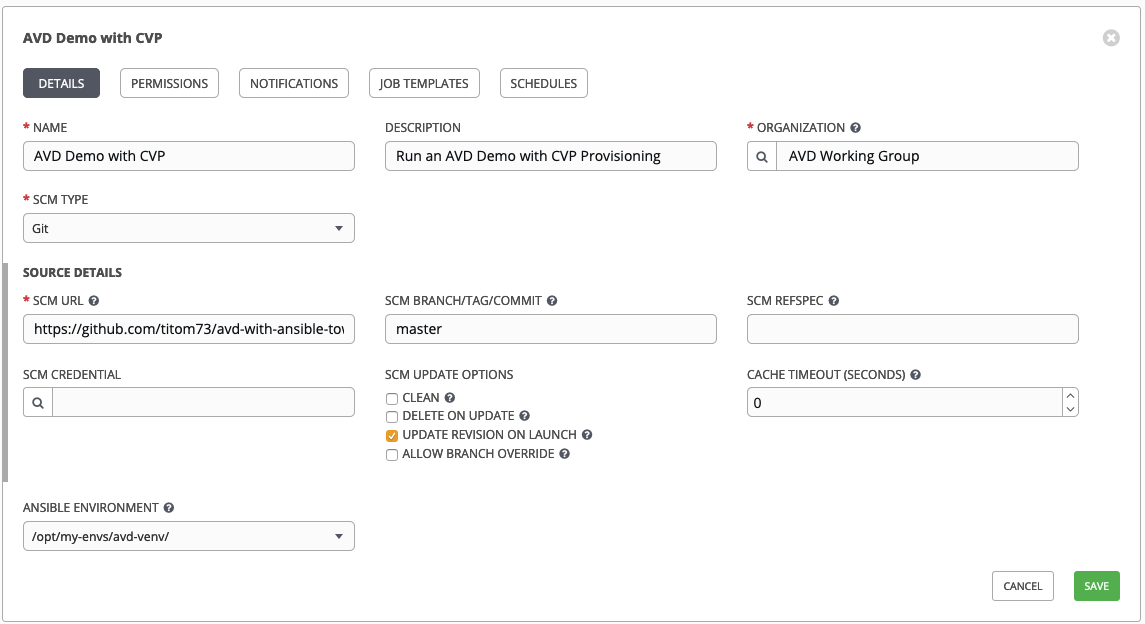 AVD Demo with CVP
DETAILS PERMISSIONS NOTIFICATIONS JOB TEMPLATES SCHEDULES
* NAME DESCRIPTION * ORGANIZATION ?
AVD Demo with CVP Run an AVD Demo with CVP Provisioning AVD Working Group
* SCM TYPE
Git
SOURCE DETAILS
* SCM URL ? SCM BRANCH/TAG/COMMIT ? SCM REFSPEC ?
https://github.com/titom73/avd-with-ansible-tov master
SCM CREDENTIAL SCM UPDATE OPTIONS CACHE TIMEOUT (SECONDS) ?
CLEAN ?
0
DELETE ON UPDATE ?
UPDATE REVISION ON LAUNCH ?
ALLOW BRANCH OVERRIDE ?
ANSIBLE ENVIRONMENT ?
/opt/my-envs/avd-venv/
CANCEL SAVE